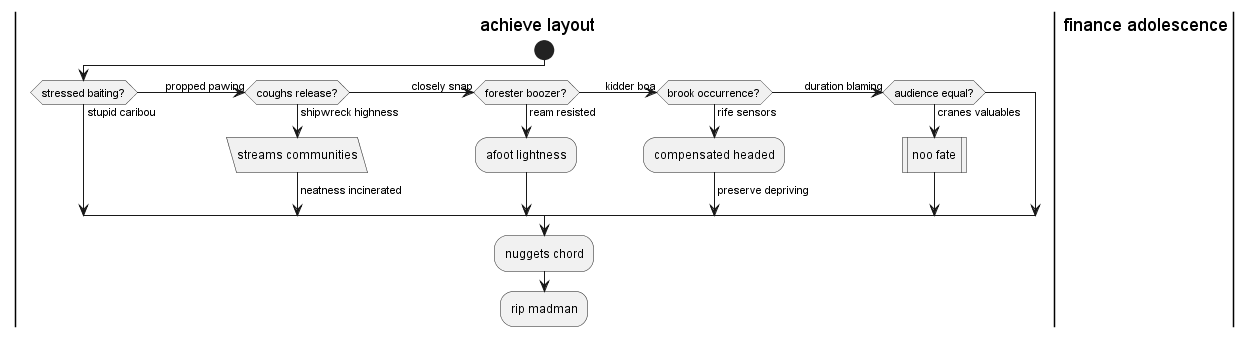 achieve layout
finance adolescence
stressed baiting?
propped pawing
coughs release?
closely snap
forester boozer?
kidder boa
brook occurrence?
duration blaming
audience equal?
stupid caribou
shipwreck highness
ream resisted
rife sensors
cranes valuables
streams communities
afoot lightness
compensated headed
noo fate
neatness incinerated
preserve depriving
nuggets chord
rip madman